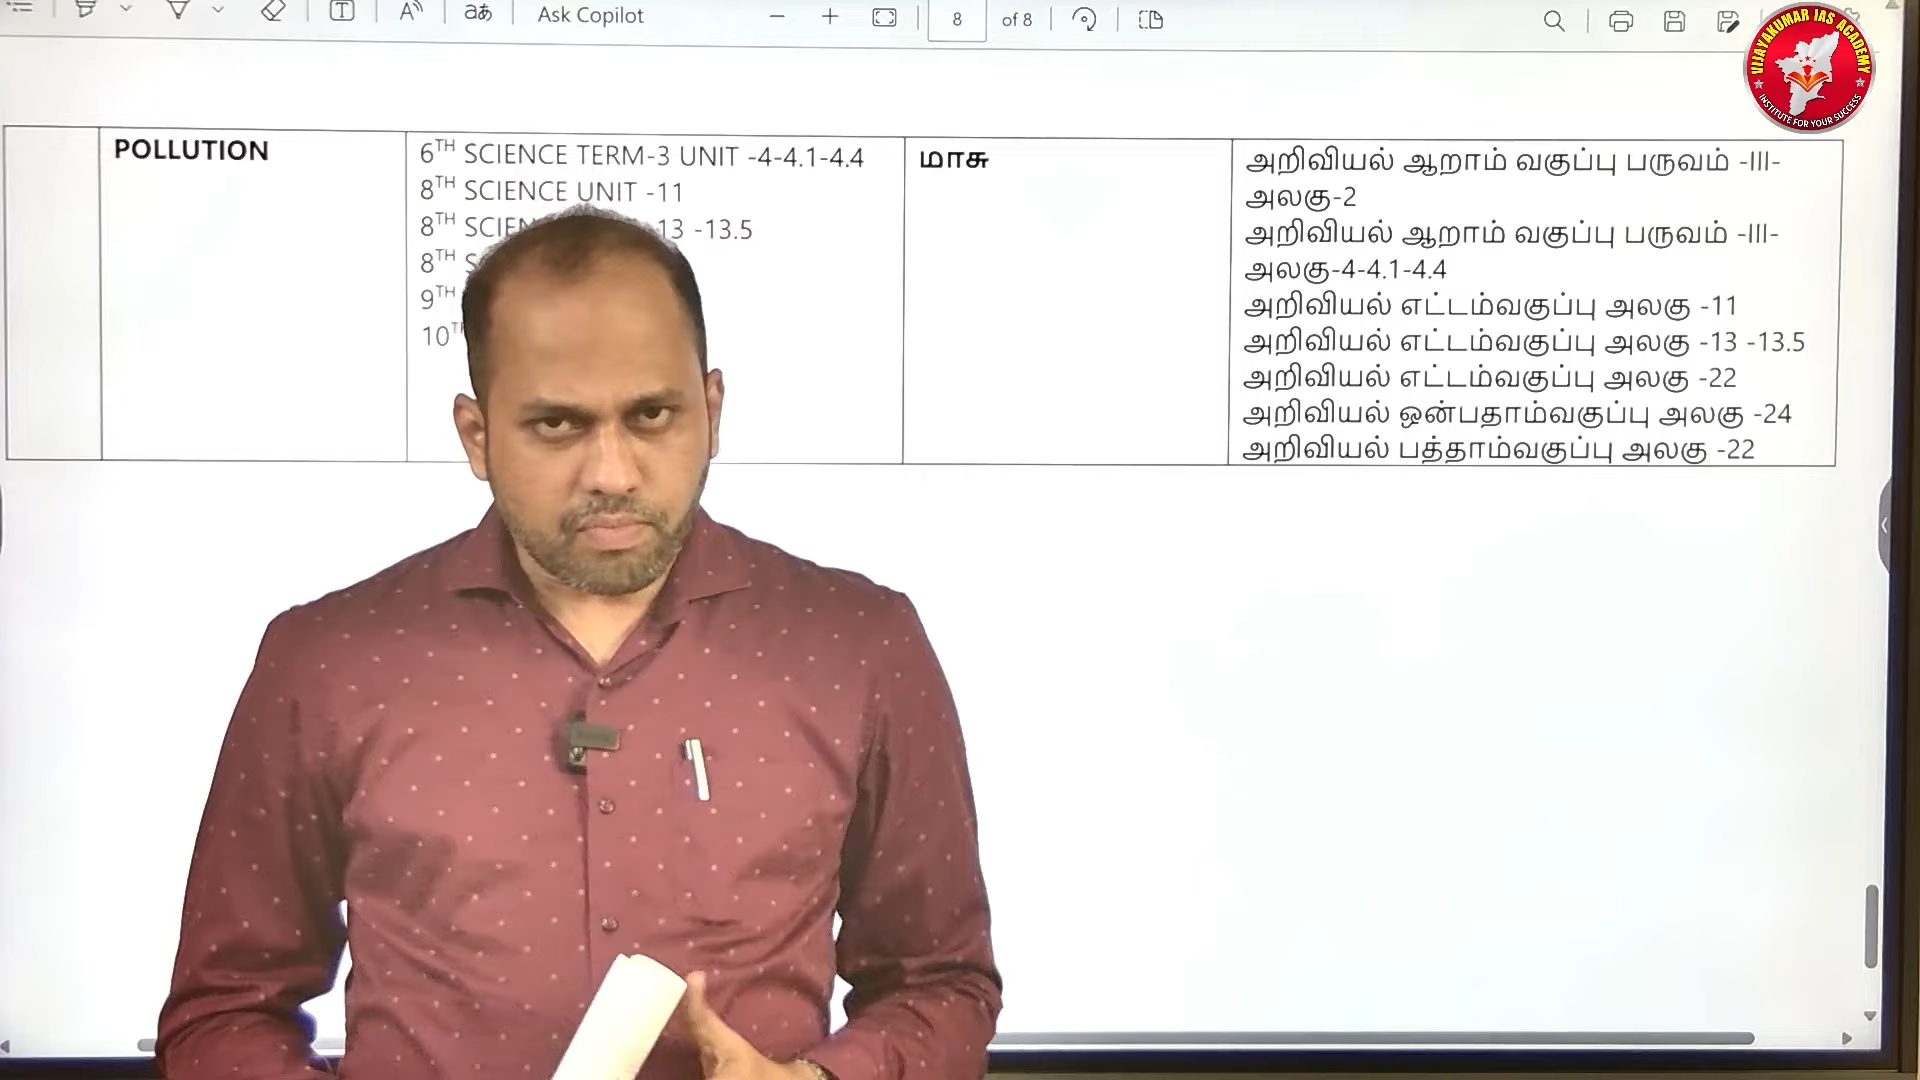 Ask Copilot
8
of 8
VIJAYAKUMAR IAS ACADEMY
INSTITUTE FOR YOUR SUCCESS
POLLUTION
6TH SCIENCE TERM-3 UNIT -4-4.1-4.4
8TH SCIENCE UNIT -11
8TH 13 -13.5
8TH
9TH
மாசு
அறிவியல் ஆறாம் வகுப்பு பருவம் -III-
அலகு-2
அறிவியல் ஆறாம் வகுப்பு பருவம் -III-
அலகு-4-4.1-4.4
அறிவியல் எட்டம்வகுப்பு அலகு -11
அறிவியல் எட்டம்வகுப்பு அலகு -13 -13.5
அறிவியல் எட்டம்வகுப்பு அலகு -22
அறிவியல் ஒன்பதாம்வகுப்பு அலகு -24
அறிவியல் பத்தாம்வகுப்பு அலகு -22